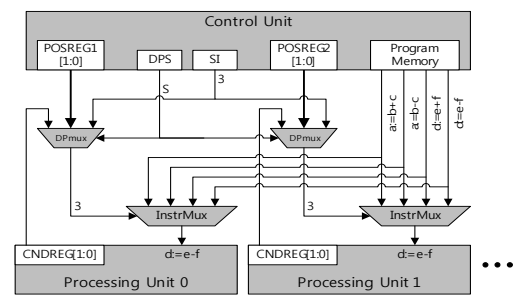 Control Unit
POSREG1
[1:0]
DPS
SI
POSREG2
[1:0]
Program
Memory
3
S
a:=b+c
a:=b-c
d:=e+f
d:=e-f
DPmux
DPmux
3
InstrMux
3
InstrMux
CNDREG[1:0]
d:=e-f
CNDREG[1:0]
d:=e-f
Processing Unit 0
Processing Unit 1